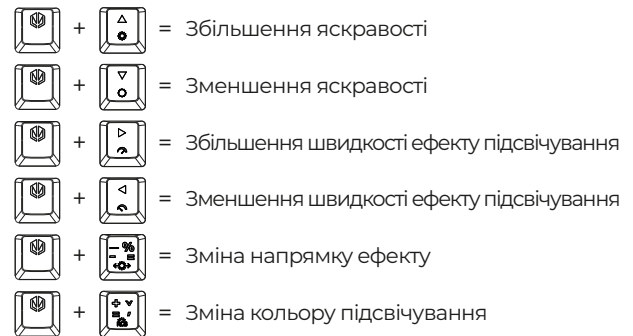 + = Збільшення яскравості
+ = Зменшення яскравості
+ = Збільшення швидкості ефекту підсвічування
+ = Зменшення швидкості ефекту підсвічування
+ = Зміна напрямку ефекту
+ = Зміна кольору підсвічування